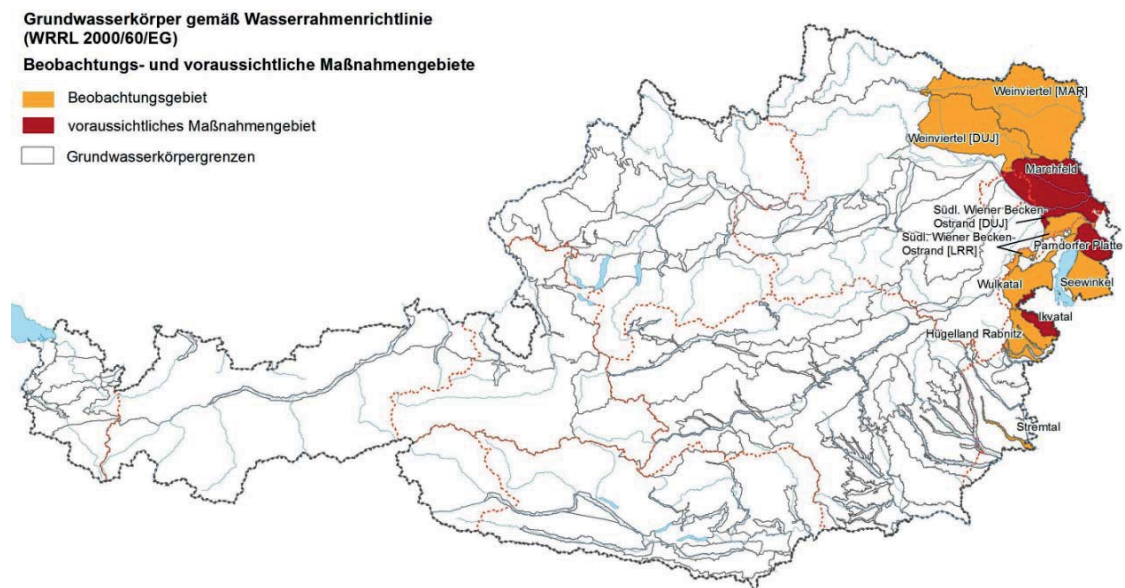 Grundwasserkörper gemäß Wasserrahmenrichtlinie
(WRRL 2000/60/EG)
Beobachtungs- und voraussichtliche Maßnahmengebiete
Beobachtungsgebiet
voraussichtliches Maßnahmengebiet
Grundwasserkörpergrenzen
Weinviertel [MAR]
Weinviertel [DUJ]
Marchfeld
Südl. Wiener Becken-
Ostrand [DUJ]
Südl. Wiener Becken-
Ostrand [LRR]
Parndorfer Platte
Wulkatal
Seewinkel
Ikvatal
Hügelland Rabnitz
Stremtal